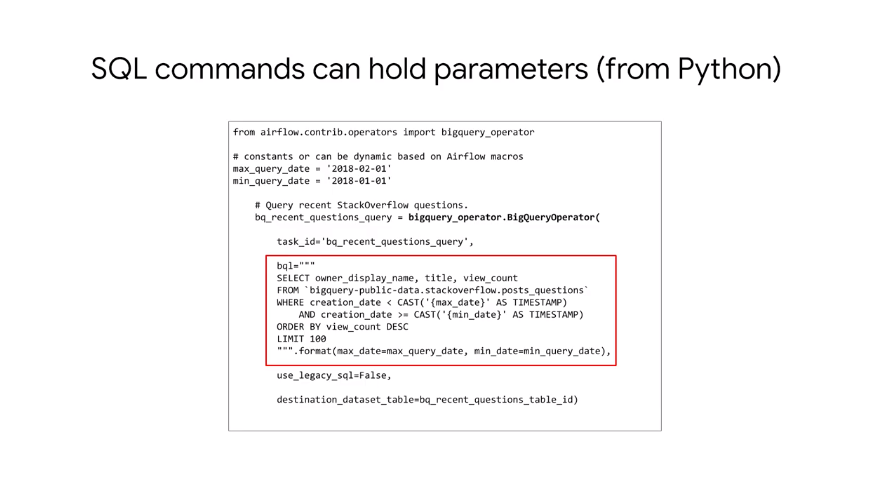 SQL commands can hold parameters (from Python)
from airflow.contrib.operators import bigquery_operator
# constants or can be dynamic based on Airflow macros
max_query_date = '2018-02-01'
min_query_date = '2018-01-01'
# Query recent StackOverflow questions.
bq_recent_questions_query = bigquery_operator.BigQueryOperator(
task_id='bq_recent_questions_query',
bql="""
SELECT owner_display_name, title, view_count
FROM `bigquery-public-data.stackoverflow.posts_questions`
WHERE creation_date < CAST('{max_date}' AS TIMESTAMP)
AND creation_date >= CAST('{min_date}' AS TIMESTAMP)
ORDER BY view_count DESC
LIMIT 100
""".format(max_date=max_query_date, min_date=min_query_date),
use_legacy_sql=False,
destination_dataset_table=bq_recent_questions_table_id)